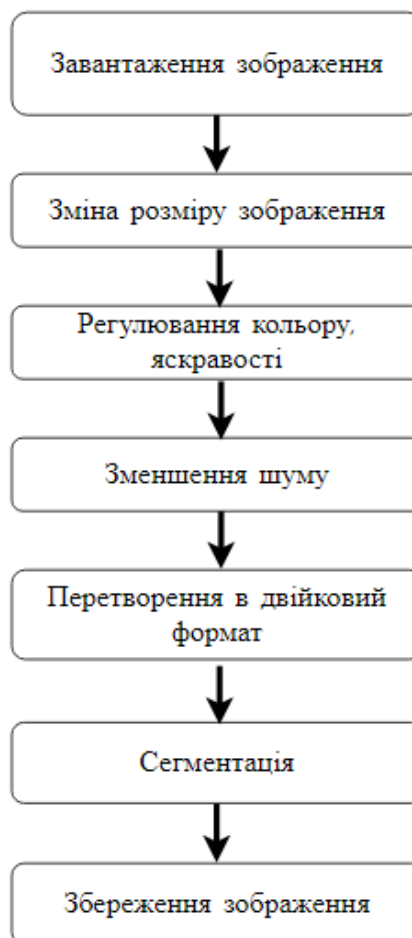 Завантаження зображення
Зміна розміру зображення
Регулювання кольору,
яскравості
Зменшення шуму
Перетворення в двійковий
формат
Сегментація
Збереження зображення